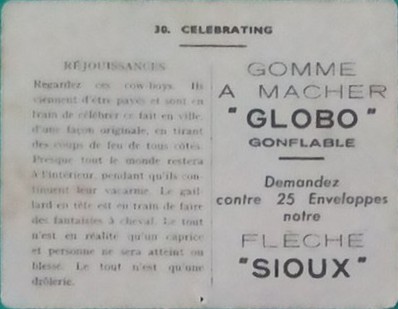 30. CELEBRATING
RÉJOUISSANCES
Regardez ces cow-boys. Ils
viennent d'être payés et sont en
train de célébrer ce fait en ville,
d'une façon originale, en tirant
des coups de feu de tous côtés.
Presque tout le monde restera
à l'intérieur, pendant qu'ils con-
tinuent leur vacarme. Le gail-
lard en tête est en train de faire
des fantaisies à cheval. Le tout
n'est en réalité qu'un caprice
et personne ne sera atteint ou
blessé. Le tout n'est qu'une
drôlerie.
GOMME
A MACHER
"GLOBO"
GONFLABLE
Demandez
contre 25 Enveloppes
notre
FLÈCHE
"SIOUX"